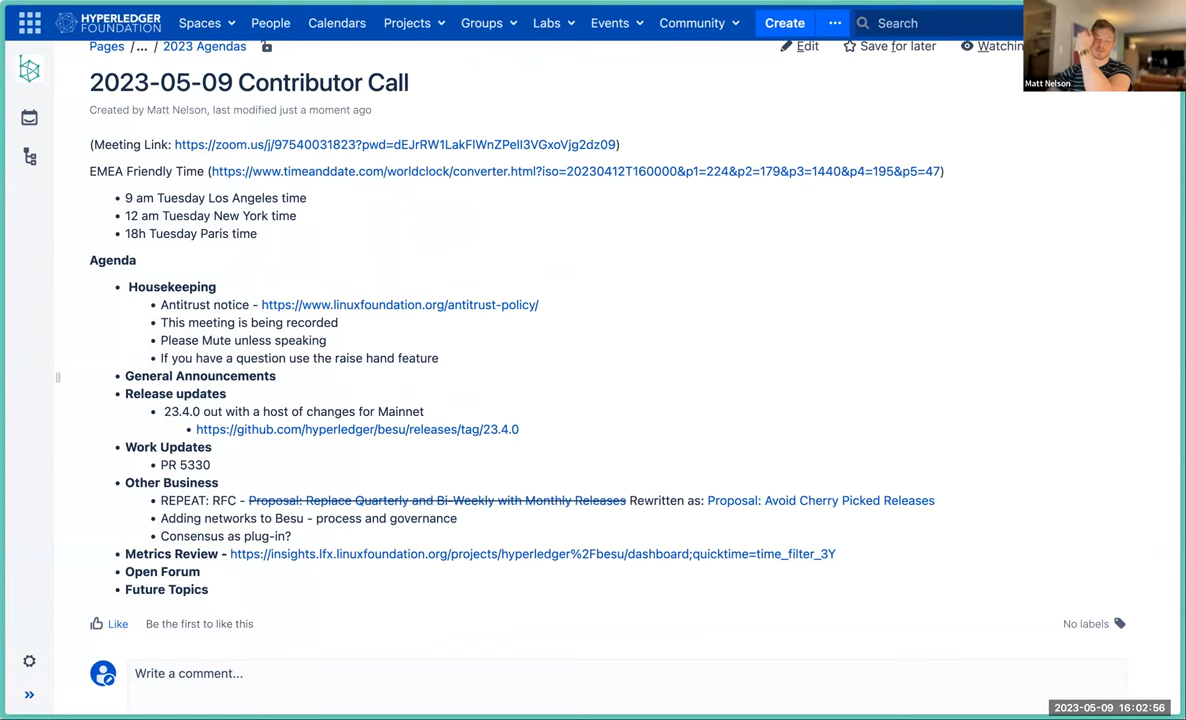 HYPERLEDGER FOUNDATION Spaces People Calendars Projects Groups Labs Events Community Create ... Search
Pages /... / 2023 Agendas Edit Save for later Watchin
Matt Nelson
2023-05-09 Contributor Call
Created by Matt Nelson, last modified just a moment ago
(Meeting Link: https://zoom.us/j/97540031823?pwd=dEJrRW1LakFlWnZPell3VGxoVjg2dz09)
EMEA Friendly Time (https://www.timeanddate.com/worldclock/converter.html?iso=20230412T160000&p1=224&p2=179&p3=1440&p4=195&p5=47)
• 9 am Tuesday Los Angeles time
• 12 am Tuesday New York time
• 18h Tuesday Paris time
Agenda
• Housekeeping
• Antitrust notice - https://www.linuxfoundation.org/antitrust-policy/
• This meeting is being recorded
• Please Mute unless speaking
• If you have a question use the raise hand feature
• General Announcements
• Release updates
• 23.4.0 out with a host of changes for Mainnet
• https://github.com/hyperledger/besu/releases/tag/23.4.0
• Work Updates
• PR 5330
• Other Business
• REPEAT: RFC - Proposal: Replace Quarterly and Bi-Weekly with Monthly Releases Rewritten as: Proposal: Avoid Cherry Picked Releases
• Adding networks to Besu - process and governance
• Consensus as plug-in?
• Metrics Review - https://insights.lfx.linuxfoundation.org/projects/hyperledger%2Fbesu/dashboard;quicktime=time_filter_3Y
• Open Forum
• Future Topics
Like Be the first to like this No labels
Write a comment...
2023-05-09 16:02:56